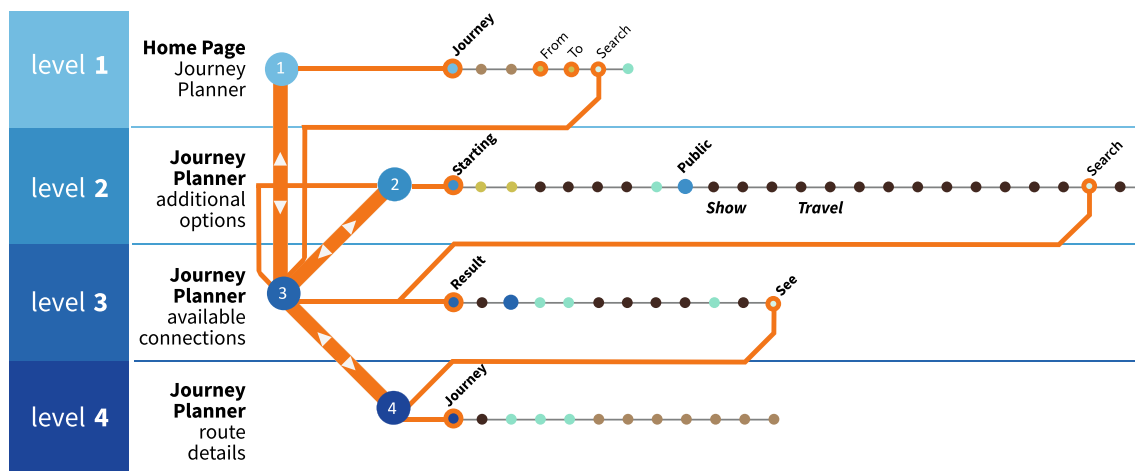 level 1
Home Page
Journey
Planner
1
Journey
From
To
Search
level 2
Journey
Planner
additional
options
2
Starting
Public
Show
Travel
Search
level 3
Journey
Planner
available
connections
3
Result
See
level 4
Journey
Planner
route
details
4
Journey